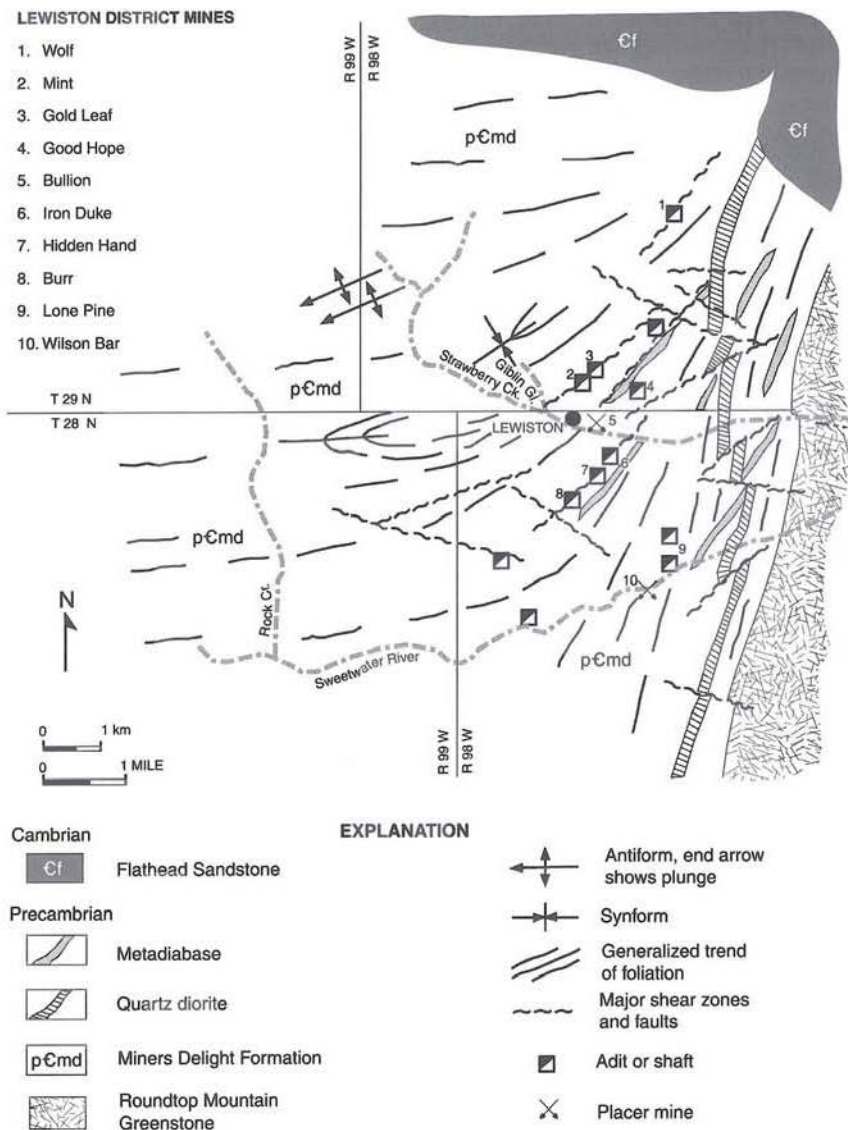 LEWISTON DISTRICT MINES
1. Wolf
2. Mint
3. Gold Leaf
4. Good Hope
5. Bullion
6. Iron Duke
7. Hidden Hand
8. Burr
9. Lone Pine
10. Wilson Bar
R 99 W
R 98 W
Єf
Єf
pЄmd
1
3
2
4
Giblin G.
Strawberry Ck.
pЄmd
T 29 N
T 28 N
LEWISTON
5
6
7
8
pЄmd
9
10
Rock Cr.
N
pЄmd
Sweetwater River
0 1 km
0 1 MILE
R 99 W
R 98 W
EXPLANATION
Cambrian
Єf Flathead Sandstone
Precambrian
Metadiabase
Quartz diorite
pЄmd Miners Delight Formation
Roundtop Mountain
Greenstone
Antiform, end arrow
shows plunge
Synform
Generalized trend
of foliation
Major shear zones
and faults
Adit or shaft
Placer mine